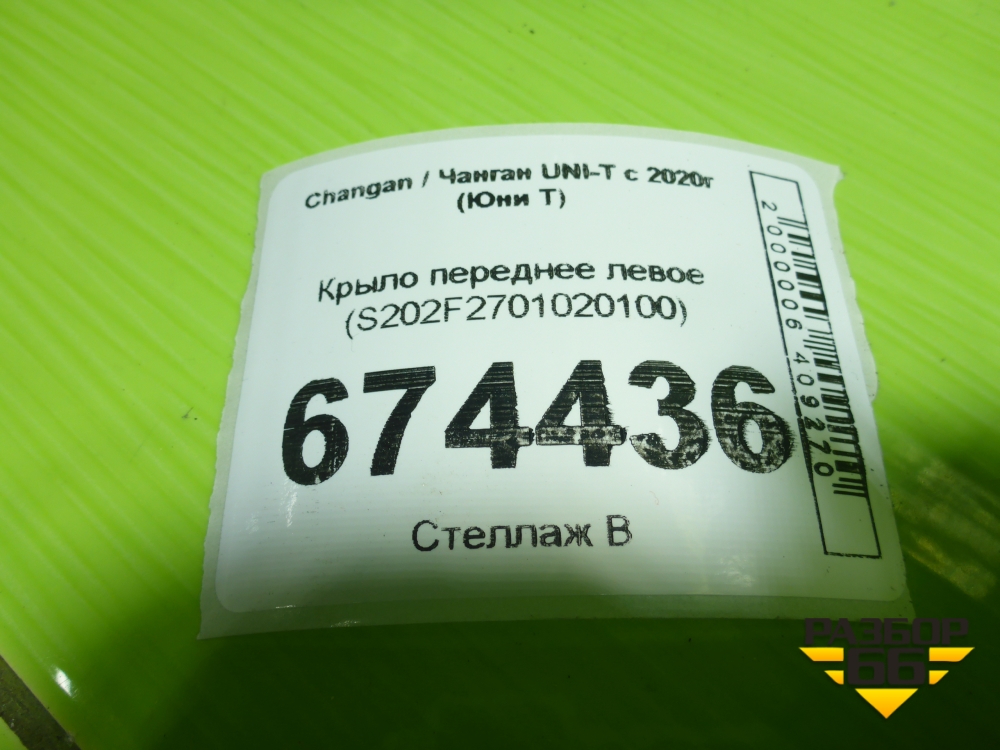 Changan / Чанган UNI-T с 2020г
(Юни Т)
Крыло переднее левое
(S202F2701020100)
674436
Стеллаж В
2000006409270
РАЗБОР
66